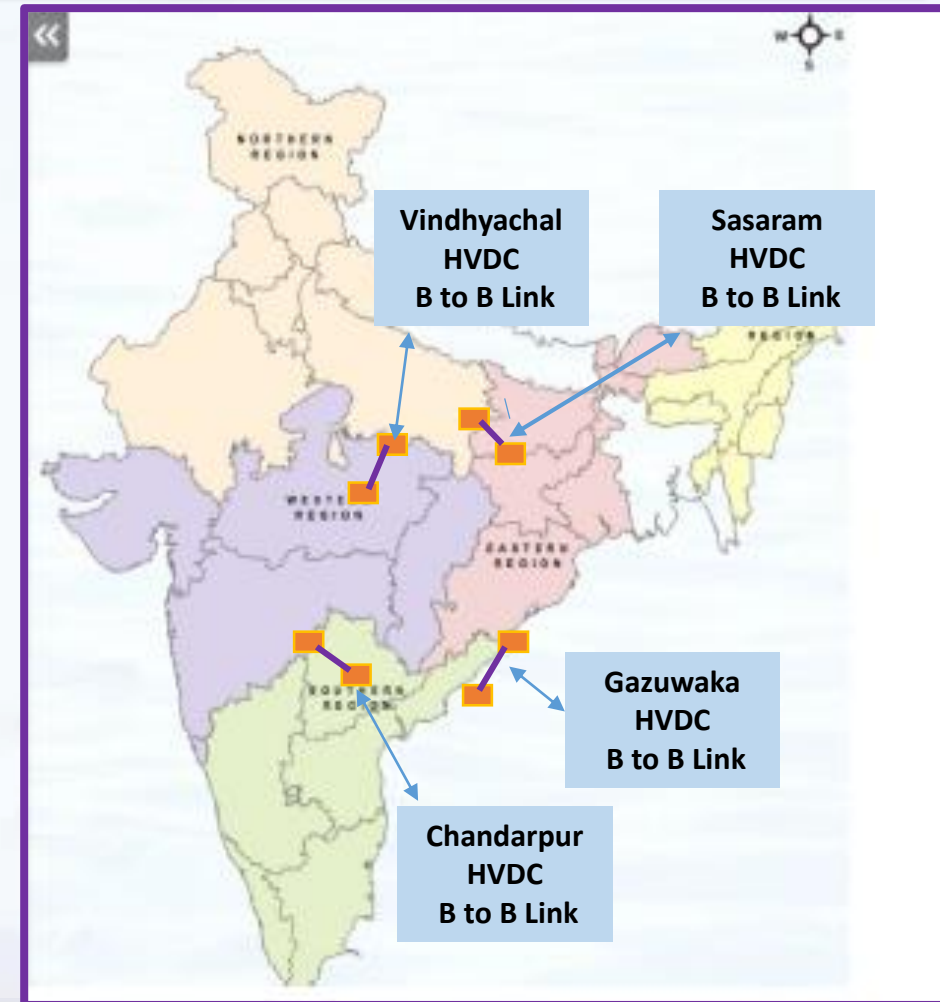 «
W E
S
NORTHERN
REGION
Vindhyachal
HVDC
B to B Link
Sasaram
HVDC
B to B Link
REGION
WESTE
REGION
EASTERN
REGION
SOUTHERN
REGION
Gazuwaka
HVDC
B to B Link
Chandarpur
HVDC
B to B Link